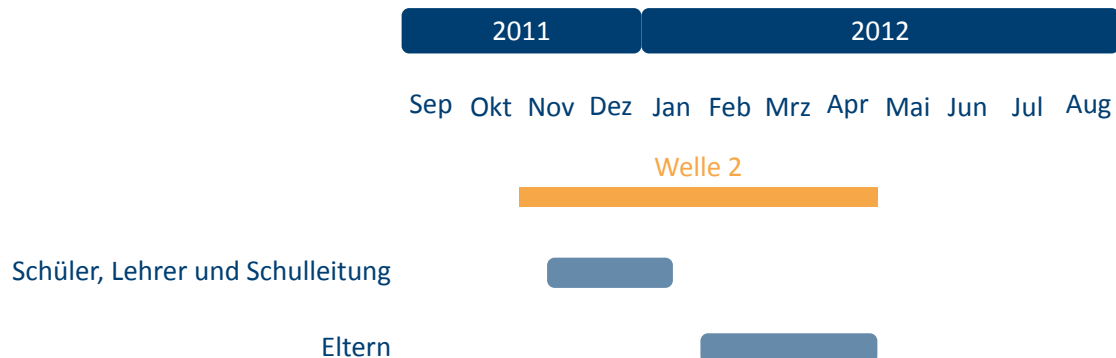 2011 2012
Sep Okt Nov Dez Jan Feb Mrz Apr Mai Jun Jul Aug
Welle 2
Schüler, Lehrer und Schulleitung
Eltern